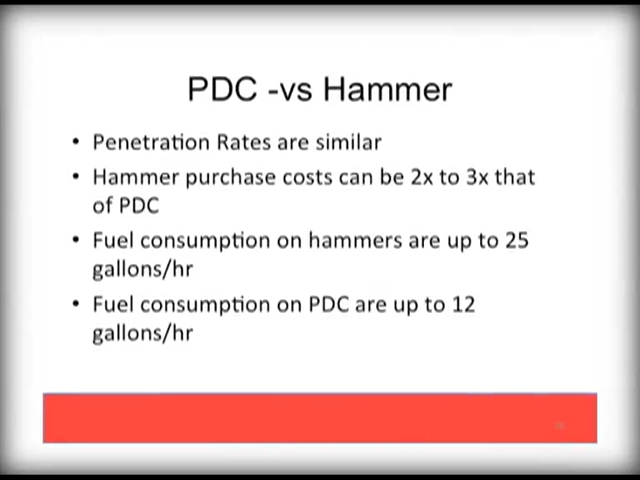 PDC -vs Hammer
• Penetration Rates are similar
• Hammer purchase costs can be 2x to 3x that
of PDC
• Fuel consumption on hammers are up to 25
gallons/hr
• Fuel consumption on PDC are up to 12
gallons/hr